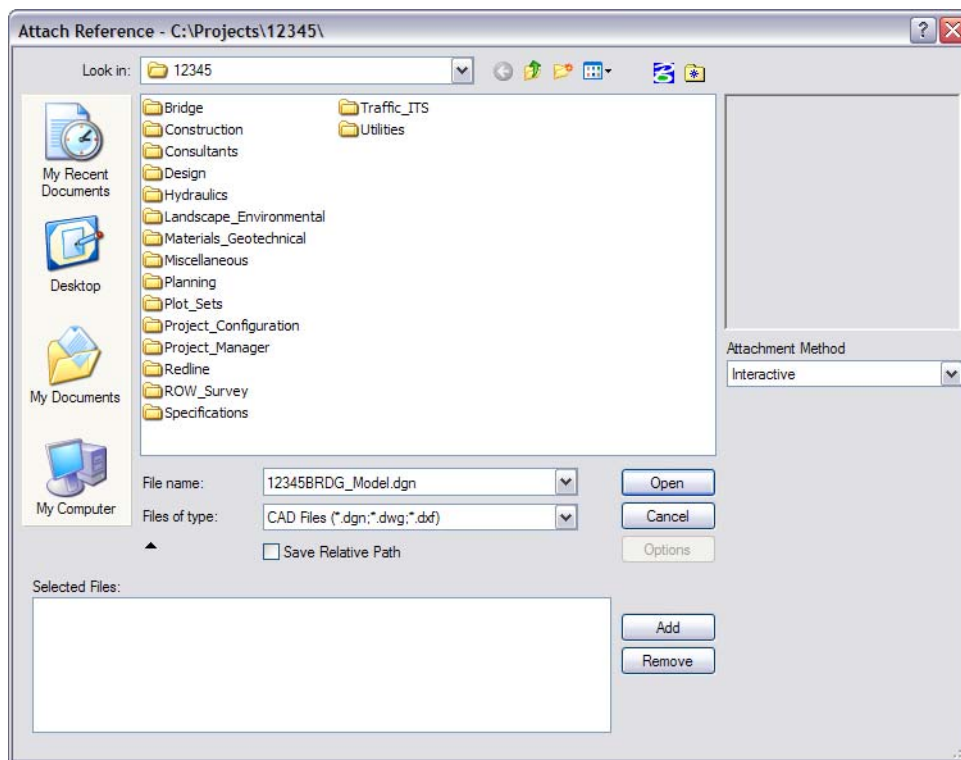 Attach Reference - C:\Projects\12345\
Look in: 12345
My Recent Documents
Desktop
My Documents
My Computer
Bridge
Construction
Consultants
Design
Hydraulics
Landscape_Environmental
Materials_Geotechnical
Miscellaneous
Planning
Plot_Sets
Project_Configuration
Project_Manager
Redline
ROW_Survey
Specifications
Traffic_ITS
Utilities
Attachment Method
Interactive
File name: 12345BRDG_Model.dgn
Open
Files of type: CAD Files (*.dgn;*.dwg;*.dxf)
Cancel
Save Relative Path
Options
Selected Files:
Add
Remove